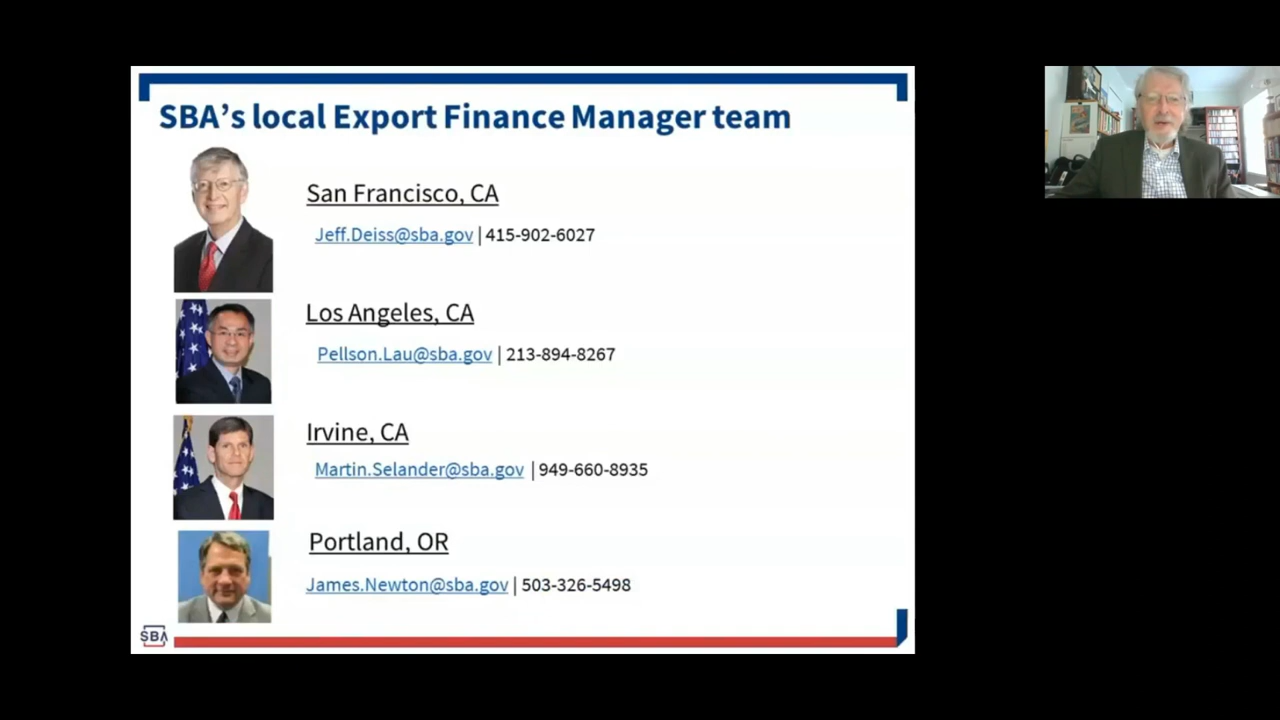 SBA's local Export Finance Manager team
San Francisco, CA
Jeff.Deiss@sba.gov | 415-902-6027
Los Angeles, CA
Pellson.Lau@sba.gov | 213-894-8267
Irvine, CA
Martin.Selander@sba.gov | 949-660-8935
Portland, OR
James.Newton@sba.gov | 503-326-5498
SBA